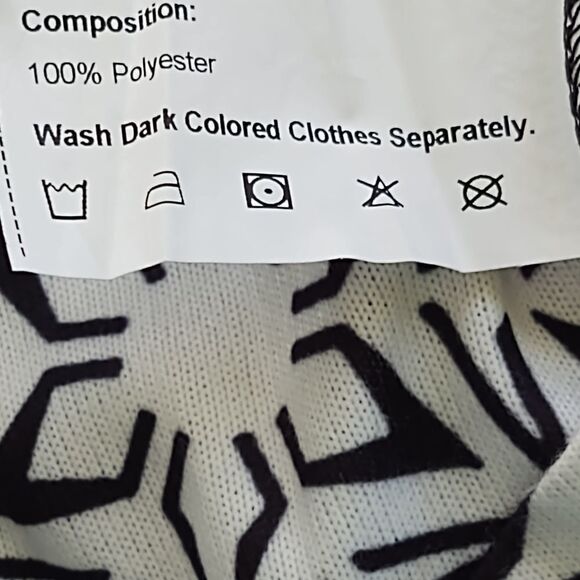 Composition:
100% Polyester
Wash Dark Colored Clothes Separately.